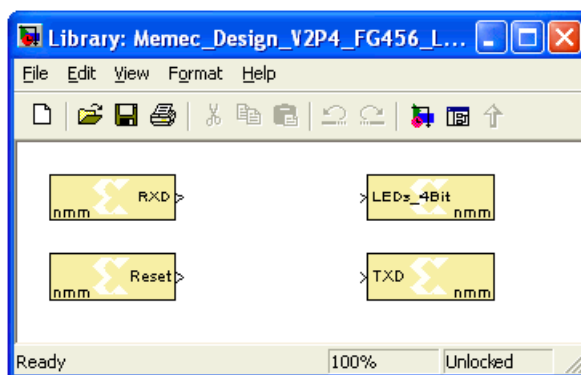 Library: Memec_Design_V2P4_FG456_L...
File Edit View Format Help
RXD
nmm
LEDs_4Bit
nmm
Reset
nmm
TXD
nmm
Ready 100% Unlocked